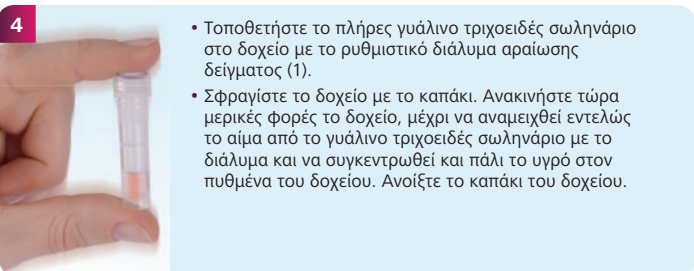 4
• Τοποθετήστε το πλήρες γυάλινο τριχοειδές σωληνάριο
στο δοχείο με το ρυθμιστικό διάλυμα αραίωσης
δείγματος (1).
• Σφραγίστε το δοχείο με το καπάκι. Ανακινήστε τώρα
μερικές φορές το δοχείο, μέχρι να αναμειχθεί εντελώς
το αίμα από το γυάλινο τριχοειδές σωληνάριο με το
διάλυμα και να συγκεντρωθεί και πάλι το υγρό στον
πυθμένα του δοχείου. Ανοίξτε το καπάκι του δοχείου.